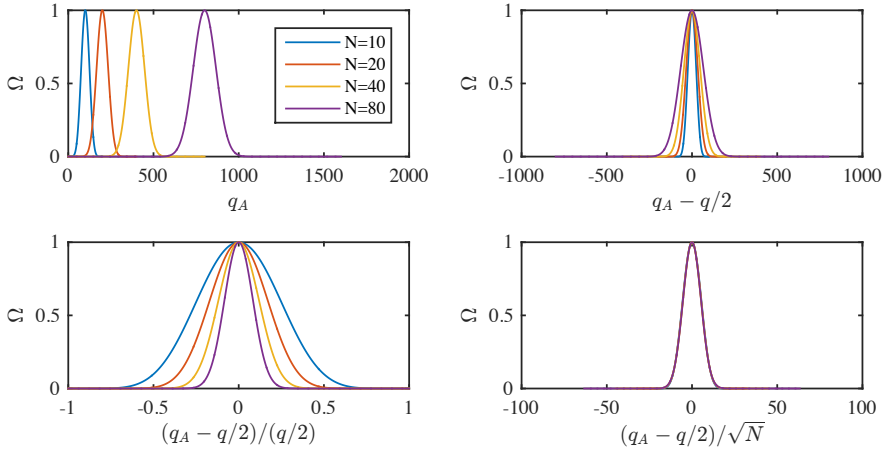 1
0.5
0
Ω
0 500 1000 1500 2000
q_A
N=10
N=20
N=40
N=80
1
0.5
0
Ω
-1000 -500 0 500 1000
q_A − q/2
1
0.5
0
Ω
-1 -0.5 0 0.5 1
(q_A − q/2)/(q/2)
1
0.5
0
Ω
-100 -50 0 50 100
(q_A − q/2)/√N